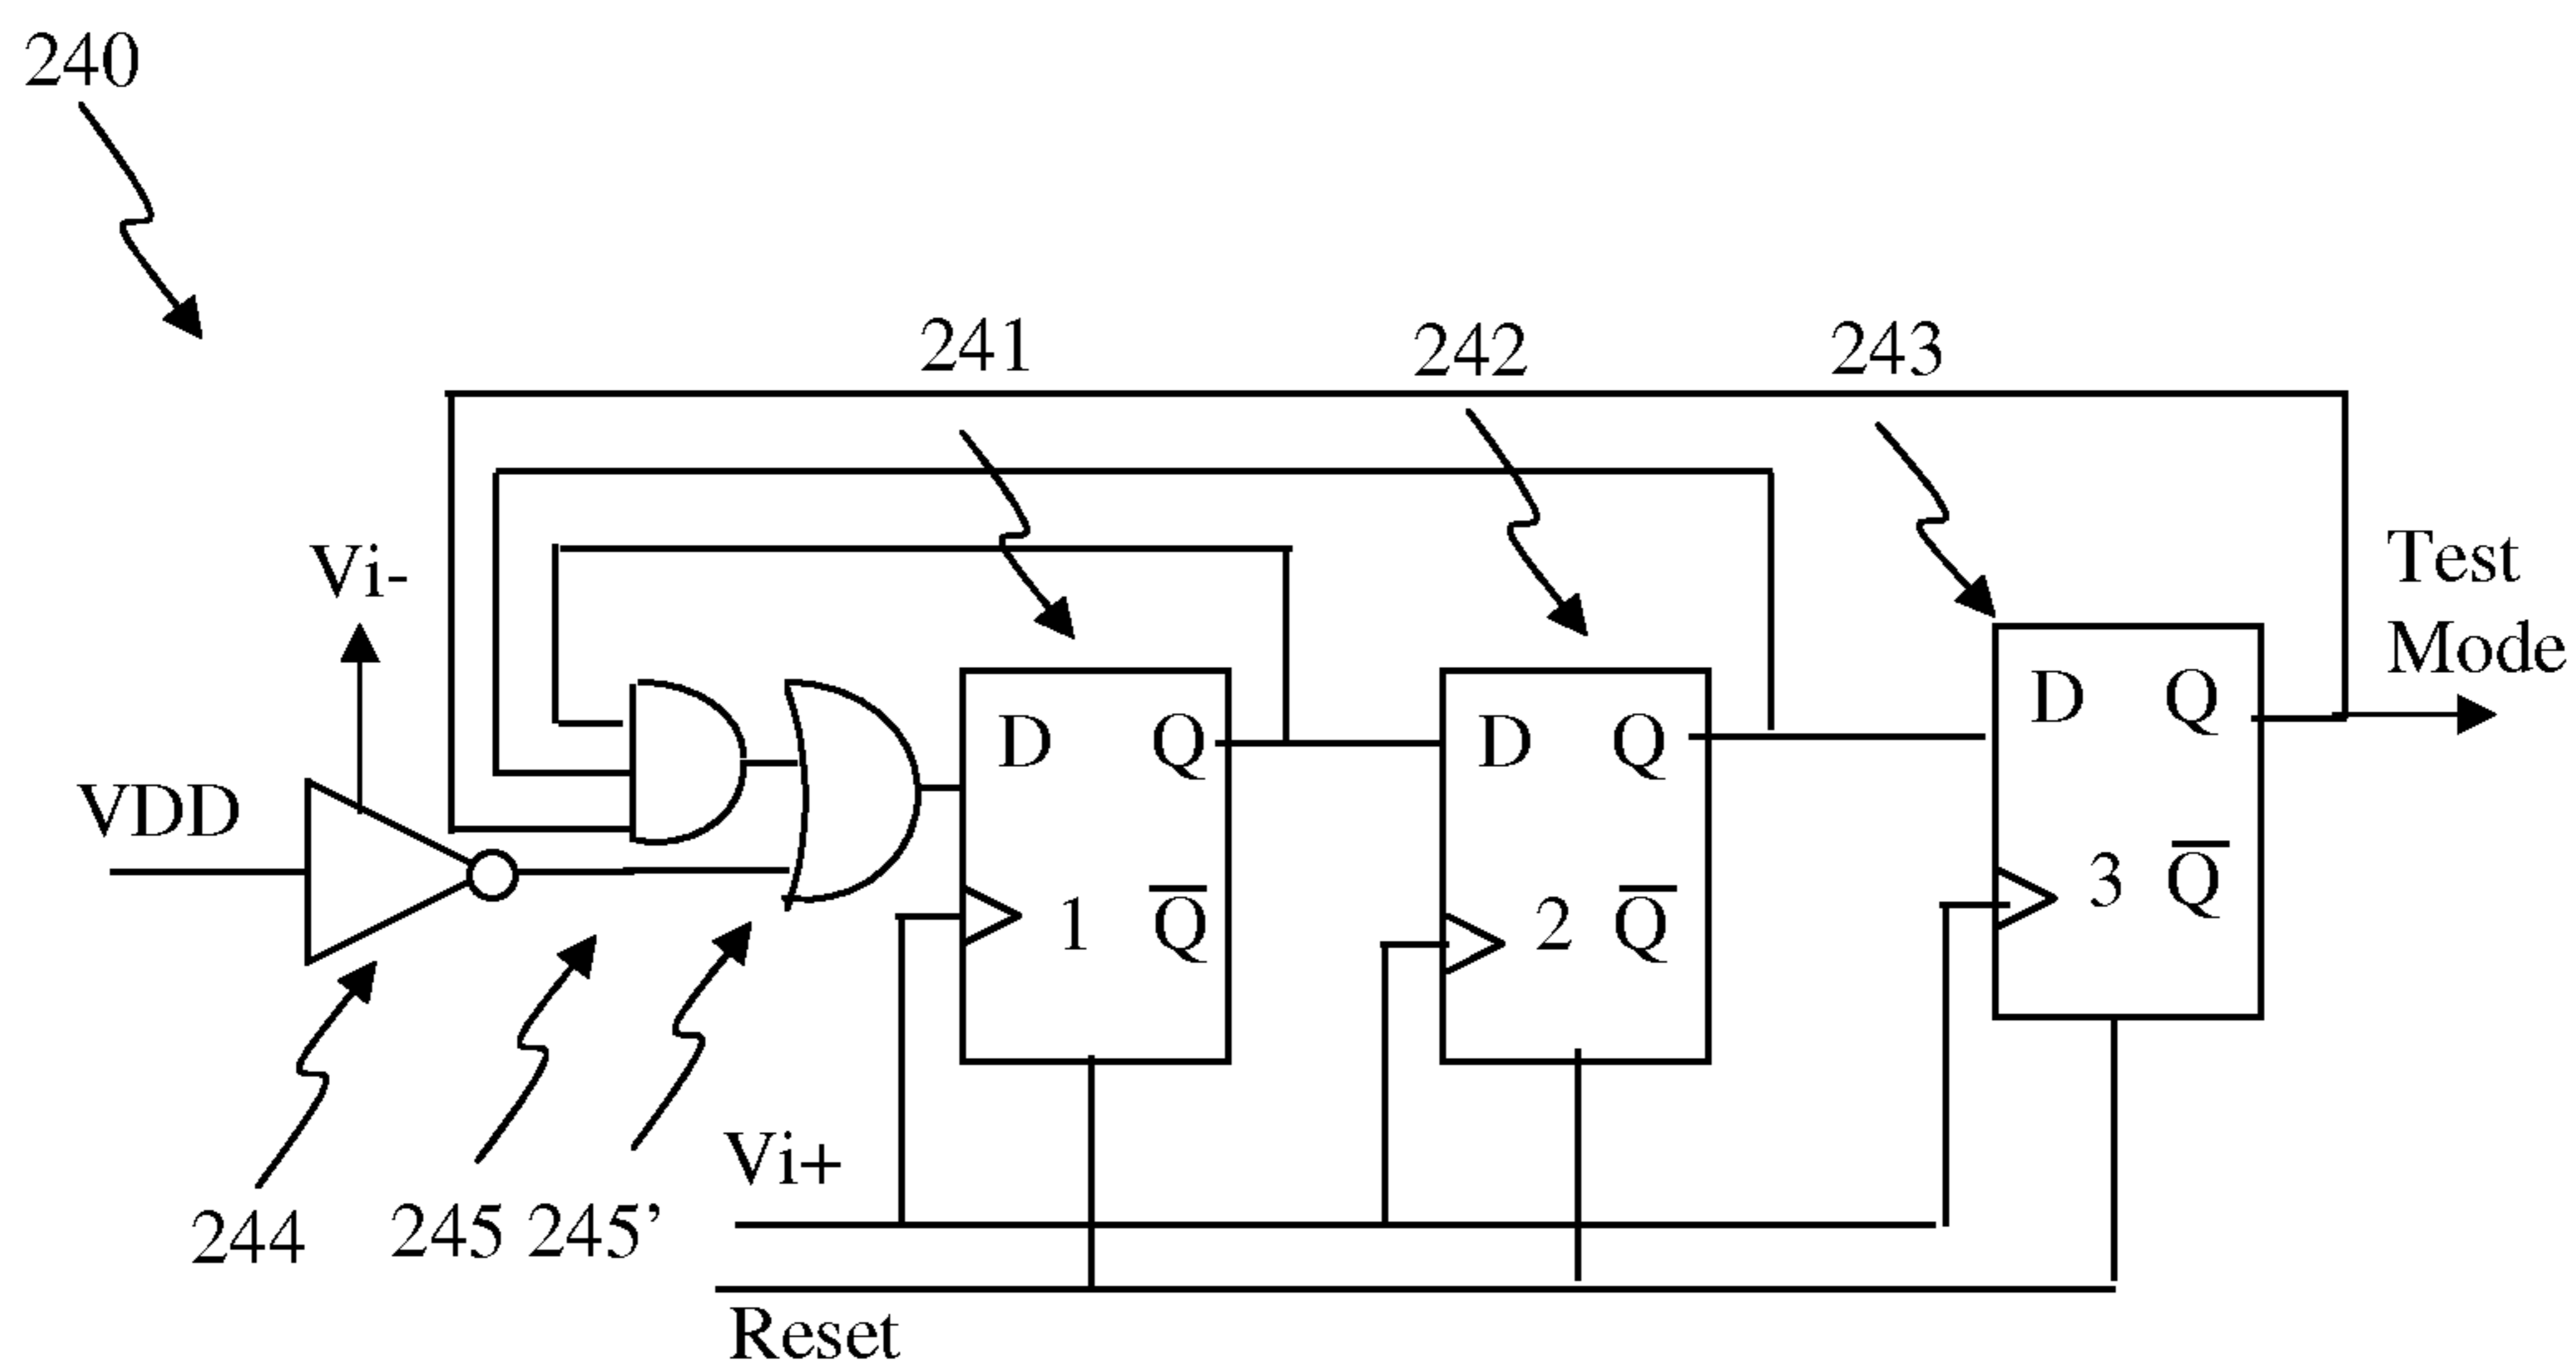 240
241
242
243
Vi-
Test
Mode
VDD
D Q
D Q
D Q
1 Q
2 Q
3 Q
Vi+
244
245
245’
Reset